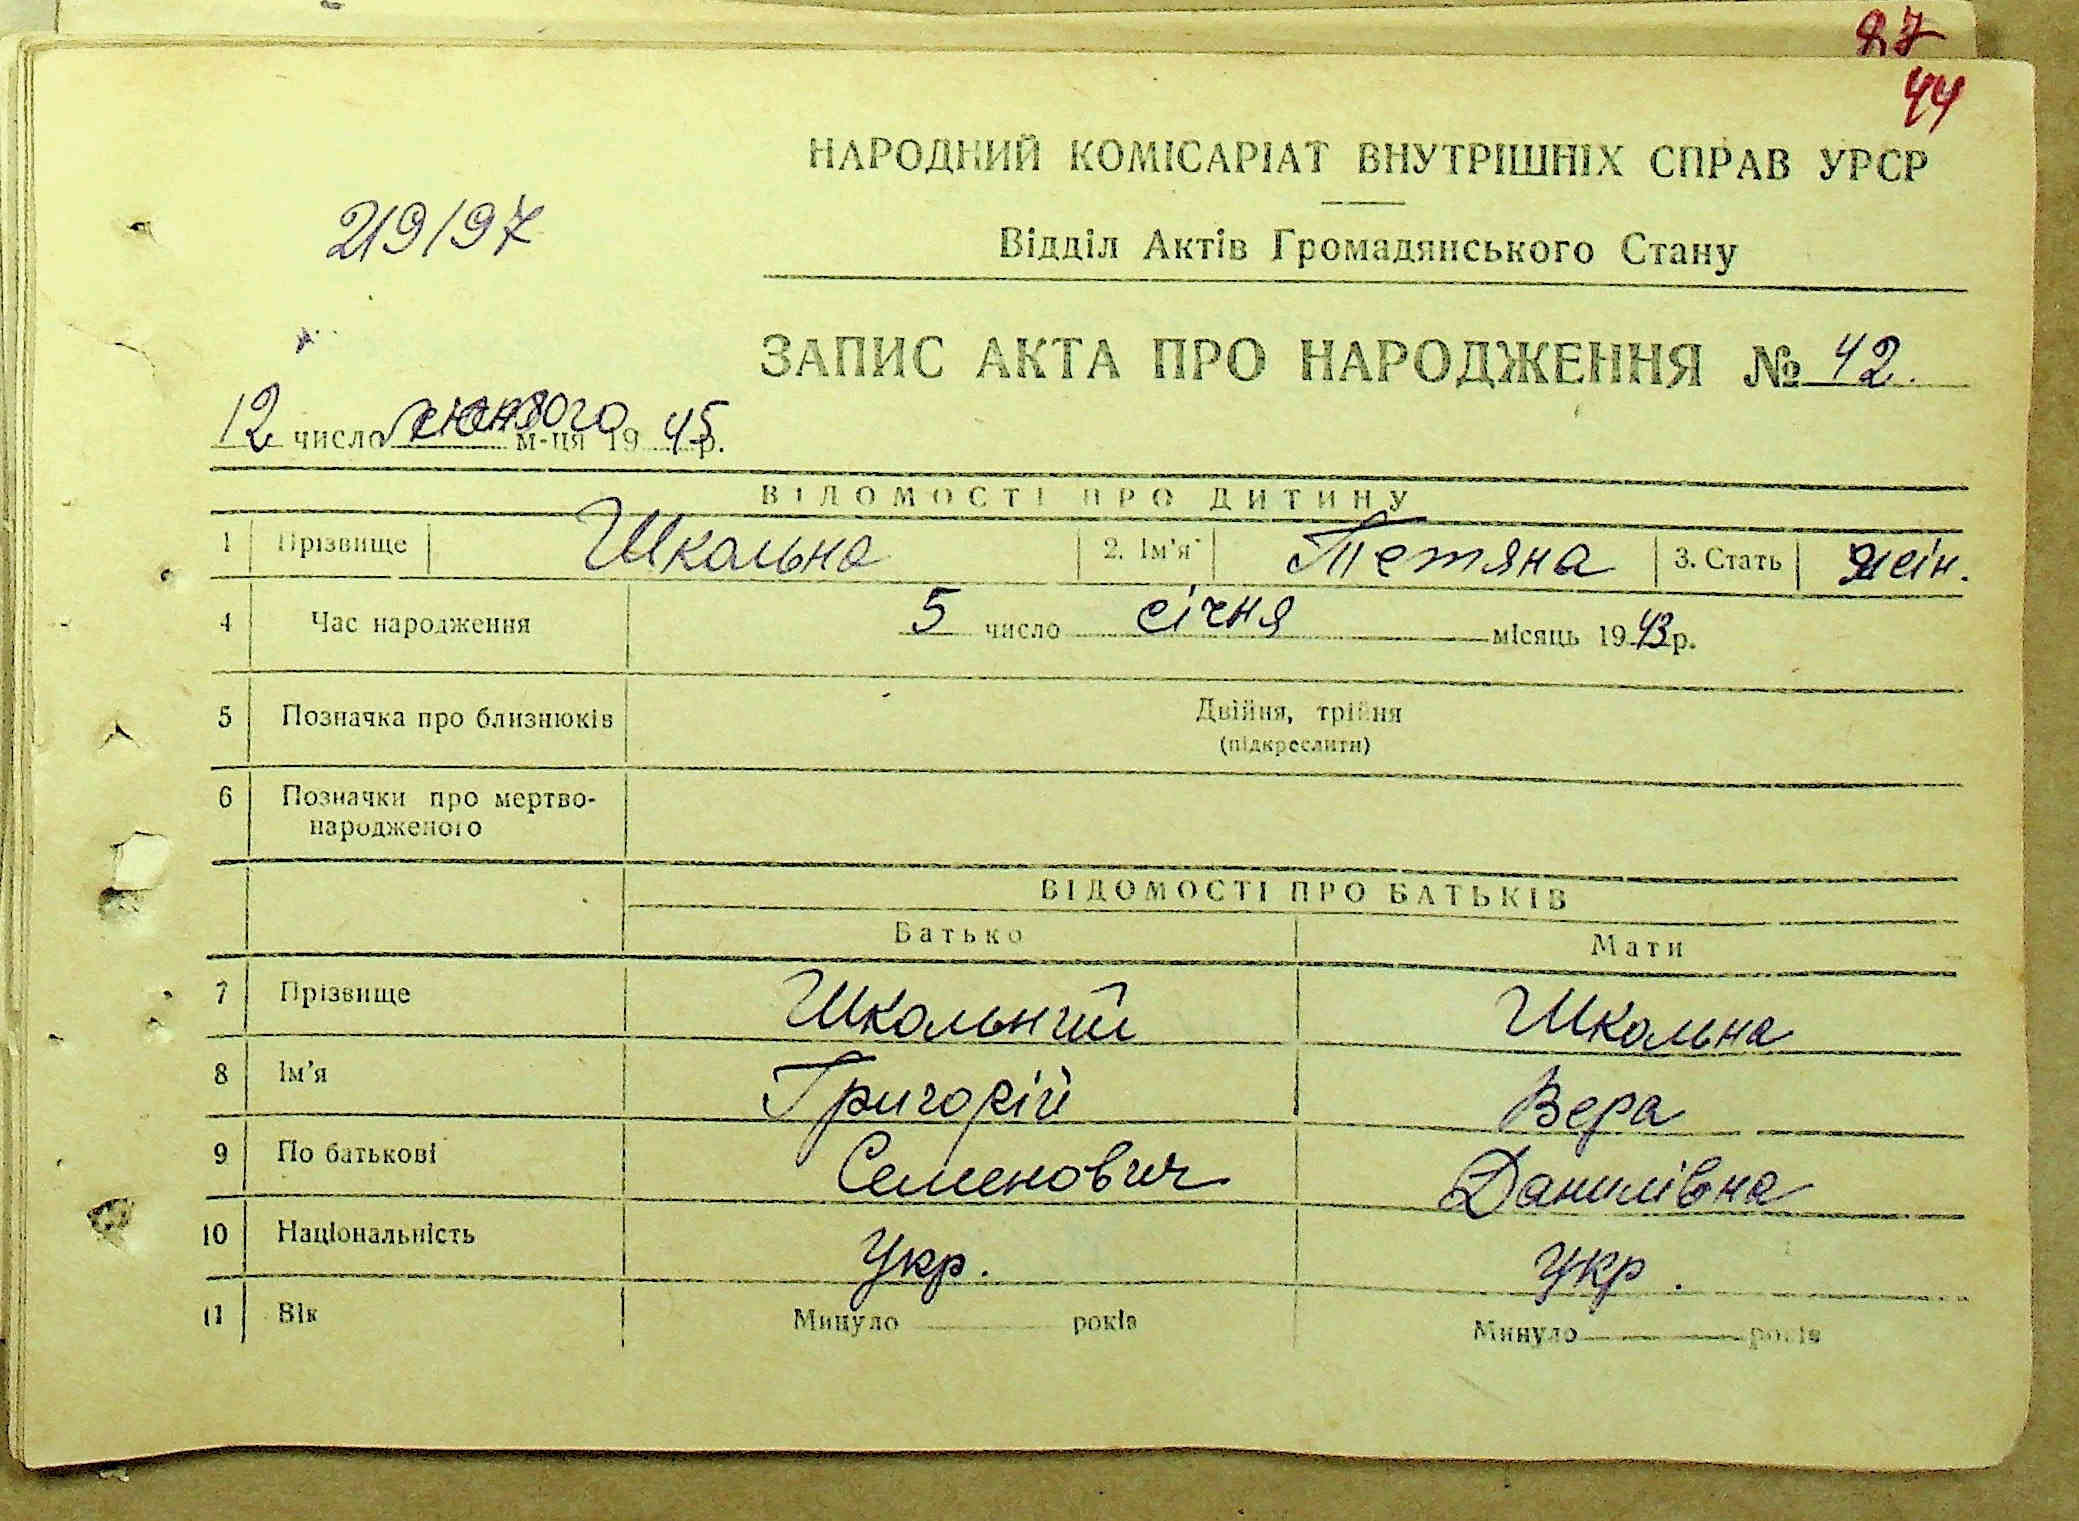 27
44
НАРОДНИЙ КОМІСАРІАТ ВНУТРІШНІХ СПРАВ УРСР
219/97
Відділ Актів Громадянського Стану
ЗАПИС АКТА ПРО НАРОДЖЕННЯ № 42.
12 число лютого м-ця 1945р.
ВІДОМОСТІ ПРО ДИТИНУ
1 Прізвище Школьна 2. Ім'я Тетяна 3. Стать жін.
4 Час народження 5 число січня місяць 1943р.
5 Позначка про близнюків Двійня, трійня
(підкреслити)
6 Позначки про мертво-
народженого
ВІДОМОСТІ ПРО БАТЬКІВ
Батько Мати
7 Прізвище Школьний Школьна
8 Ім'я Григорій Вера
9 По батькові Семенович Данилівна
10 Національність Укр. Укр.
11 Вік Минуло років Минуло років